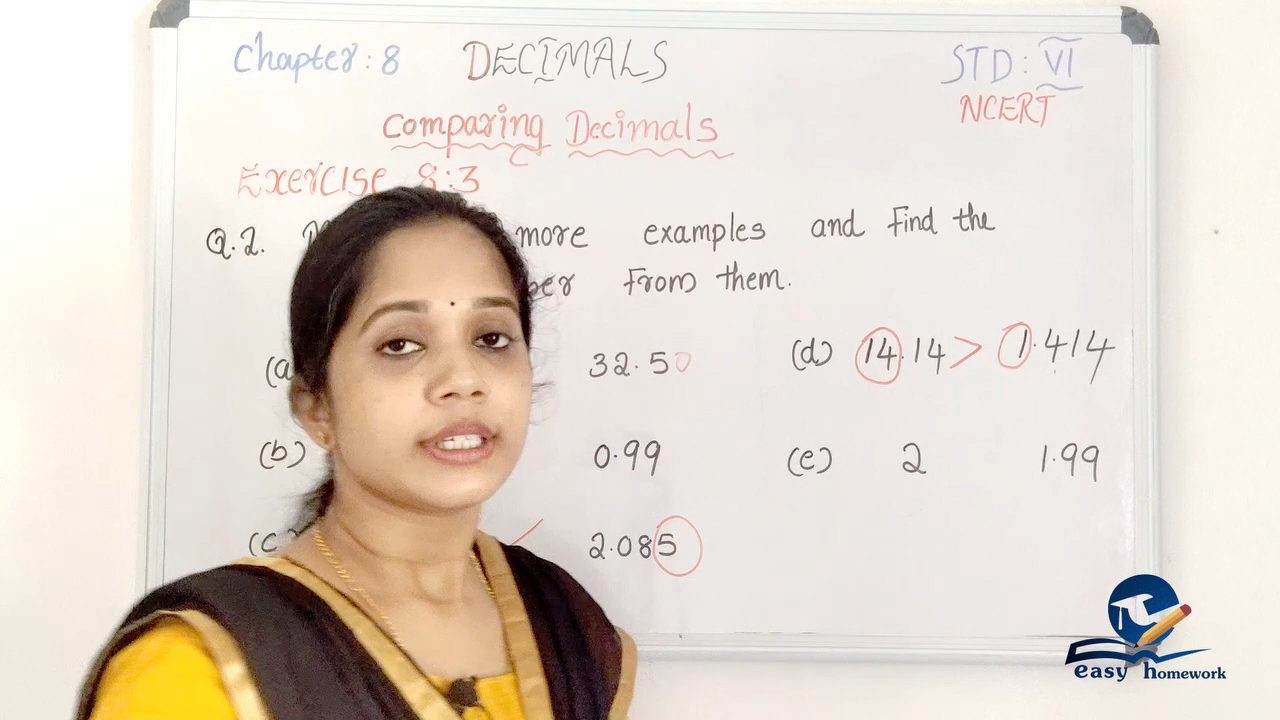 Chapter: 8 DECIMALS STD: VI
NCERT
Comparing Decimals
Exercise 8:3
Q.2. more examples and Find the
From them.
(a 32.50 (d) 14.14 > 1.414
(b) 0.99 (e) 2 1.99
(c 2.085
easy homework